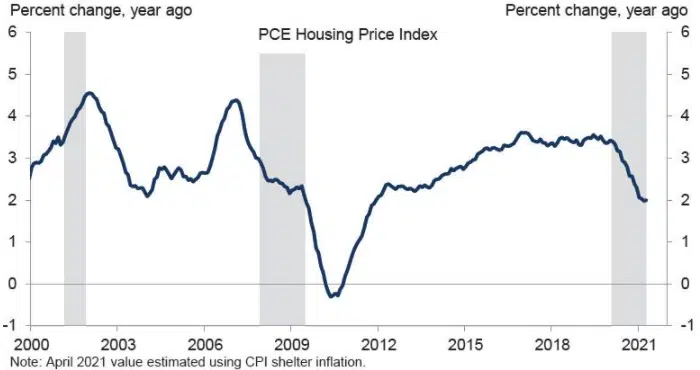 Percent change, year ago Percent change, year ago
PCE Housing Price Index
6 6
5 5
4 4
3 3
2 2
1 1
0 0
-1 -1
2000 2003 2006 2009 2012 2015 2018 2021
Note: April 2021 value estimated using CPI shelter inflation.